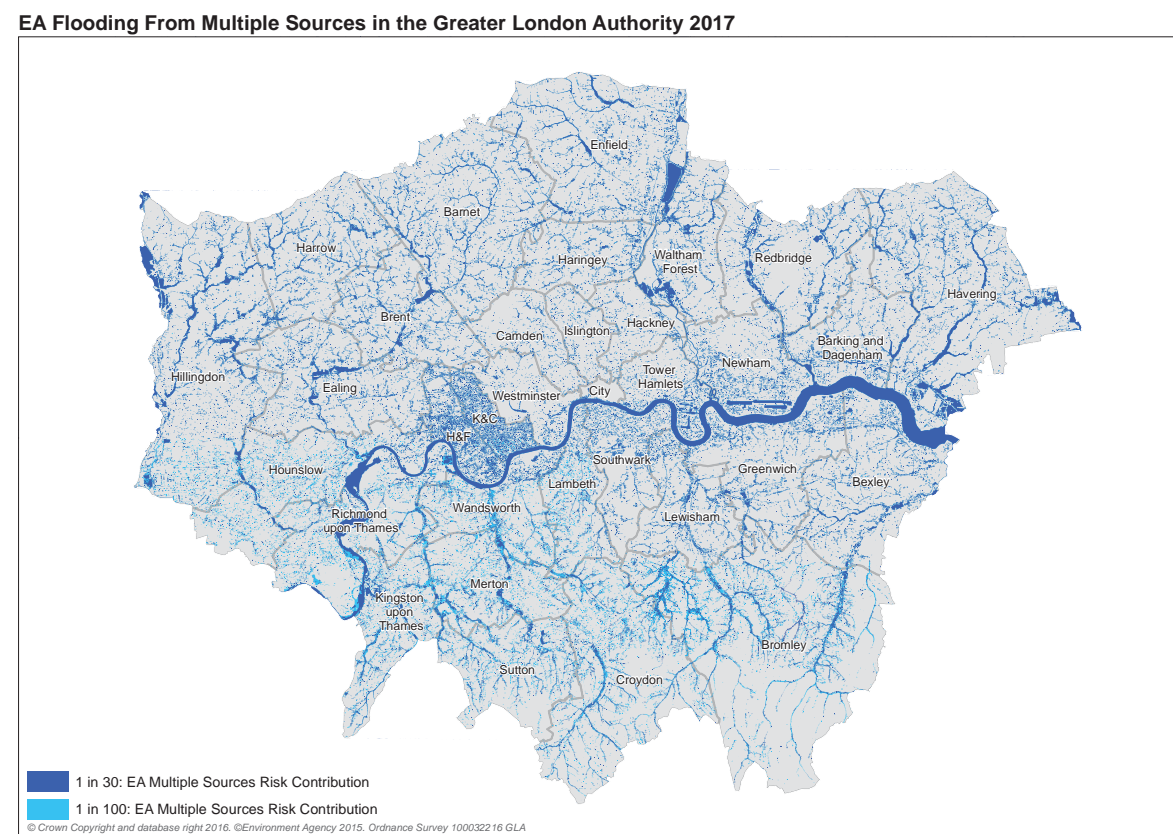 EA Flooding From Multiple Sources in the Greater London Authority 2017
Enfield
Barnet
Harrow
Haringey
Waltham
Forest
Redbridge
Havering
Brent
Camden
Islington
Hackney
Barking and
Dagenham
Hillingdon
Ealing
Westminster
City
Tower
Hamlets
Newham
K&C
H&F
Hounslow
Southwark
Lambeth
Greenwich
Bexley
Richmond
upon Thames
Wandsworth
Lewisham
Merton
Kingston
upon
Thames
Bromley
Sutton
Croydon
1 in 30: EA Multiple Sources Risk Contribution
1 in 100: EA Multiple Sources Risk Contribution
© Crown Copyright and database right 2016. ©Environment Agency 2015. Ordnance Survey 100032216 GLA